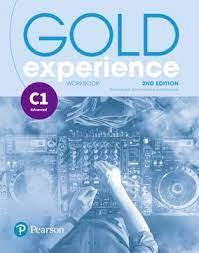 GOLD
experience
WORKBOOK
2ND EDITION
C1
Advanced
Pearson